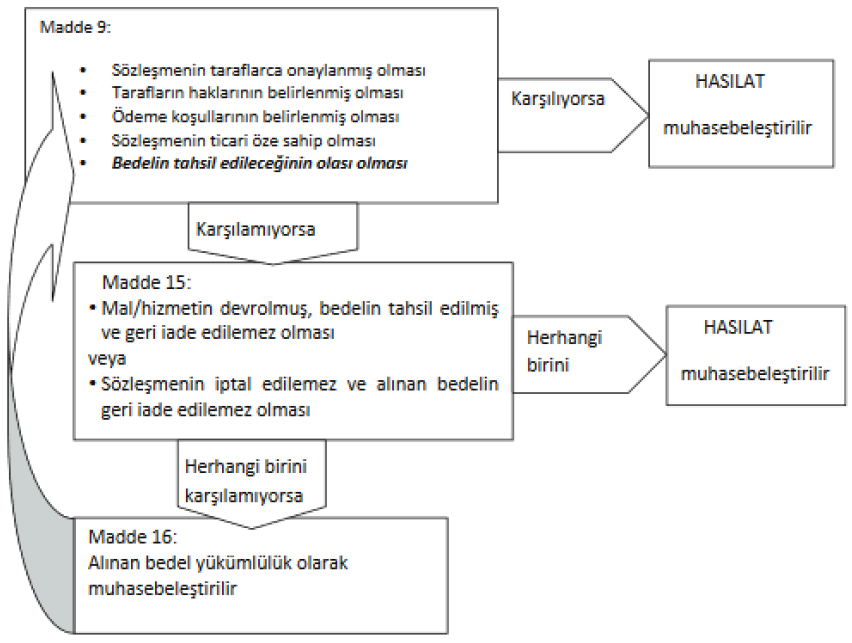 Madde 9:
• Sözleşmenin taraflarca onaylanmış olması
• Tarafların haklarının belirlenmiş olması
• Ödeme koşullarının belirlenmiş olması
• Sözleşmenin ticari öze sahip olması
• Bedelin tahsil edileceğinin olası olması
Karşılıyorsa
HASILAT
muhasebeleştirilir
Karşılamıyorsa
Madde 15:
• Mal/hizmetin devrolmuş, bedelin tahsil edilmiş
ve geri iade edilemez olması
veya
• Sözleşmenin iptal edilemez ve alınan bedelin
geri iade edilemez olması
Herhangi
birini
HASILAT
muhasebeleştirilir
Herhangi birini
karşılamıyorsa
Madde 16:
Alınan bedel yükümlülük olarak
muhasebeleştirilir